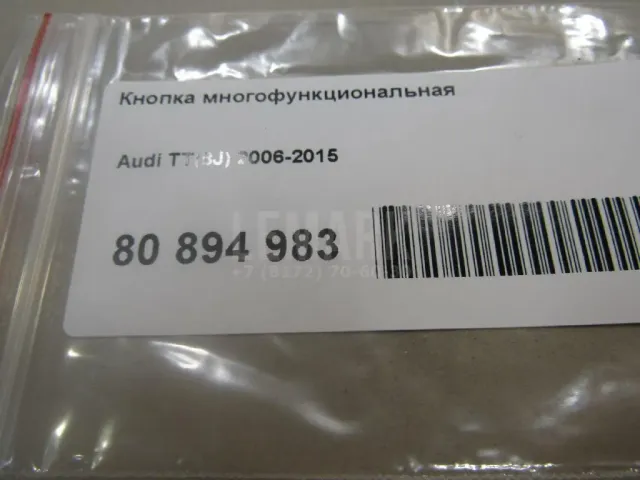 Кнопка многофункциональная
Audi TT(8J) 2006-2015
80 894 983